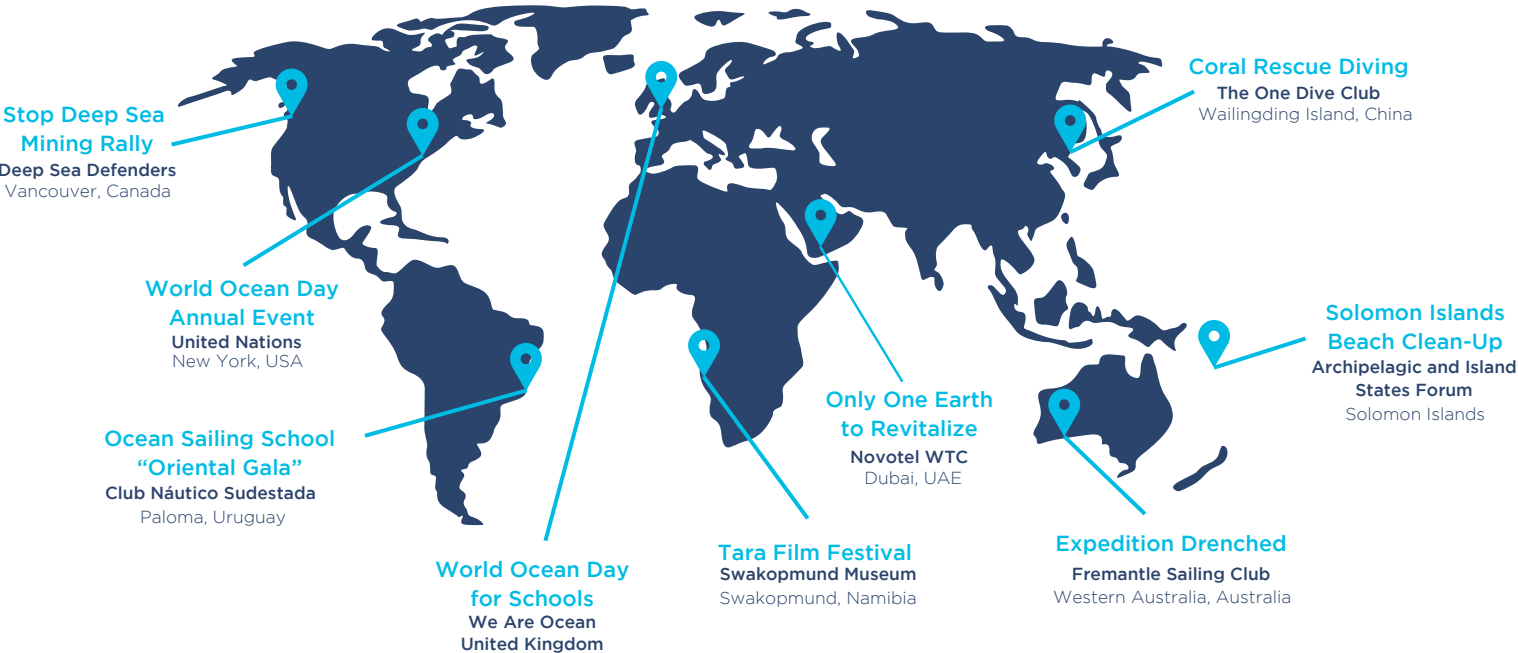 Stop Deep Sea
Mining Rally
Deep Sea Defenders
Vancouver, Canada
World Ocean Day
Annual Event
United Nations
New York, USA
Ocean Sailing School
“Oriental Gala”
Club Náutico Sudestada
Paloma, Uruguay
World Ocean Day
for Schools
We Are Ocean
United Kingdom
Tara Film Festival
Swakopmund Museum
Swakopmund, Namibia
Only One Earth
to Revitalize
Novotel WTC
Dubai, UAE
Coral Rescue Diving
The One Dive Club
Wailingding Island, China
Solomon Islands
Beach Clean-Up
Archipelagic and Island
States Forum
Solomon Islands
Expedition Drenched
Fremantle Sailing Club
Western Australia, Australia